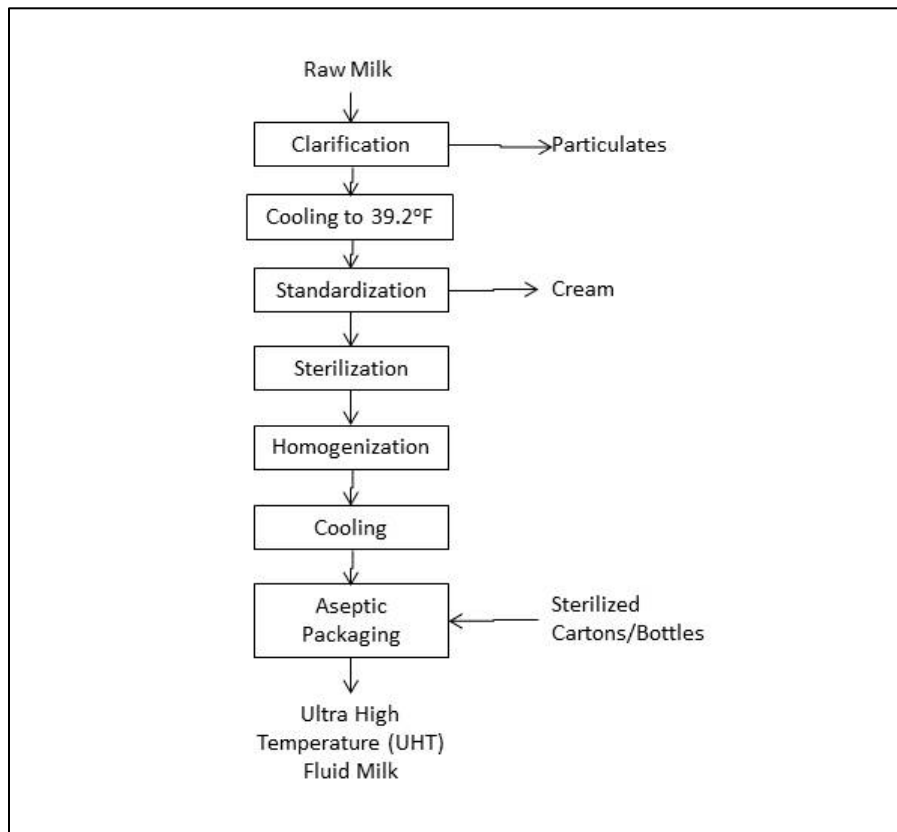 Raw Milk
Clarification
Particulates
Cooling to 39.2°F
Standardization
Cream
Sterilization
Homogenization
Cooling
Aseptic
Packaging
Sterilized
Cartons/Bottles
Ultra High
Temperature (UHT)
Fluid Milk